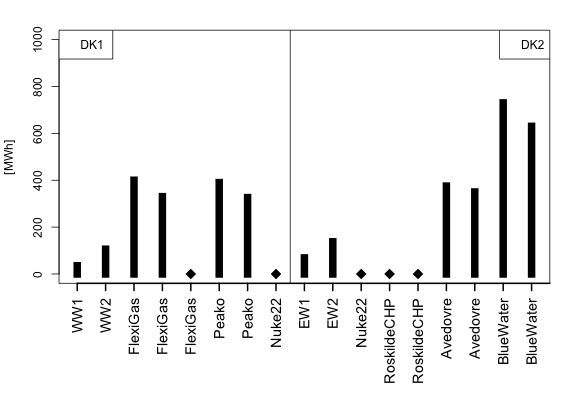 DK1
DK2
[MWh]
1000
800
600
400
200
0
WW1
WW2
FlexiGas
FlexiGas
FlexiGas
Peako
Peako
Nuke22
EW1
EW2
Nuke22
RoskildeCHP
RoskildeCHP
Avedovre
Avedovre
BlueWater
BlueWater